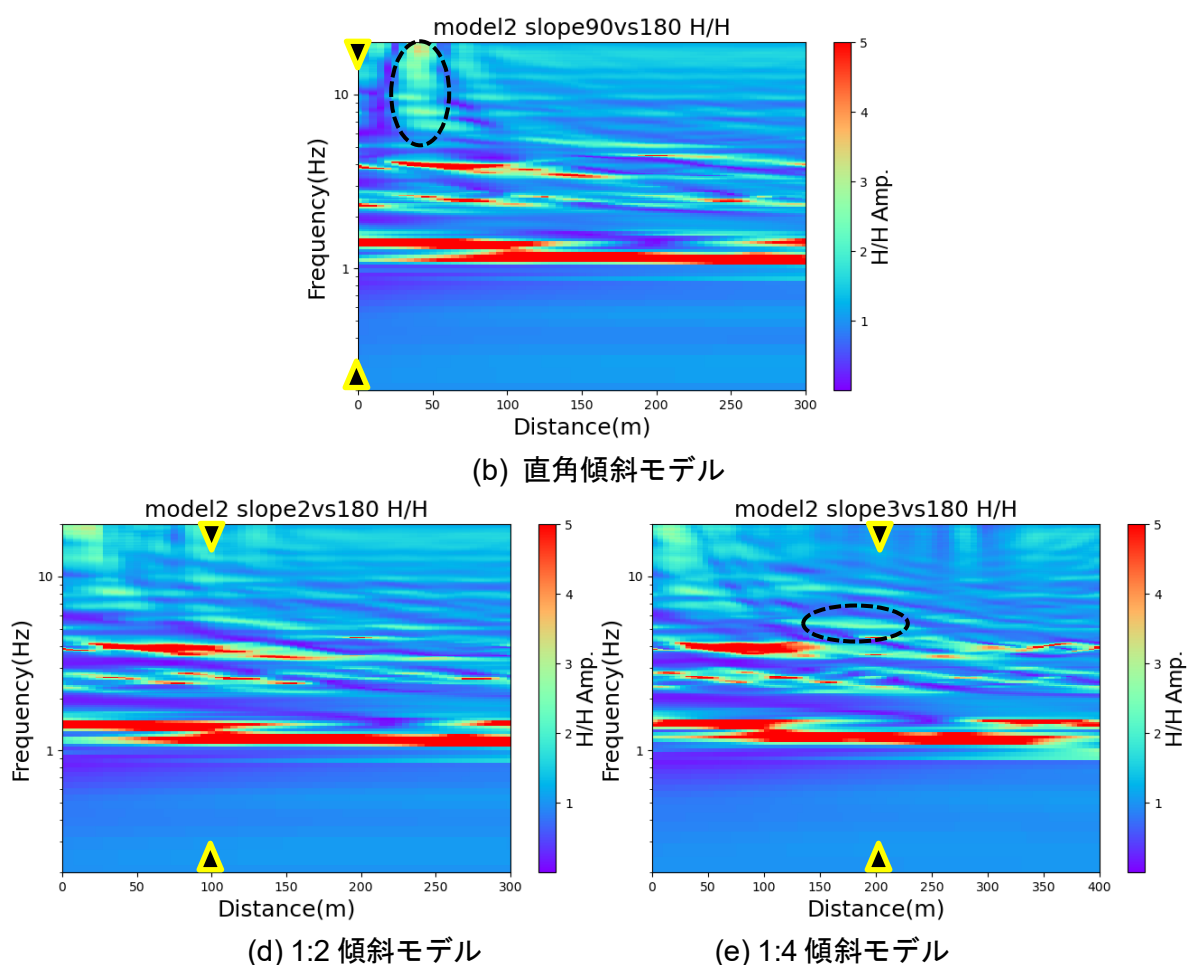 model2 slope90vs180 H/H
Frequency(Hz)
10
1
0 50 100 150 200 250 300
Distance(m)
5
4
3
2
1
H/H Amp.
(b) 直角傾斜モデル
model2 slope2vs180 H/H
Frequency(Hz)
10
1
0 50 100 150 200 250 300
Distance(m)
5
4
3
2
1
H/H Amp.
(d) 1:2 傾斜モデル
model2 slope3vs180 H/H
Frequency(Hz)
10
1
0 50 100 150 200 250 300 350 400
Distance(m)
5
4
3
2
1
H/H Amp.
(e) 1:4 傾斜モデル